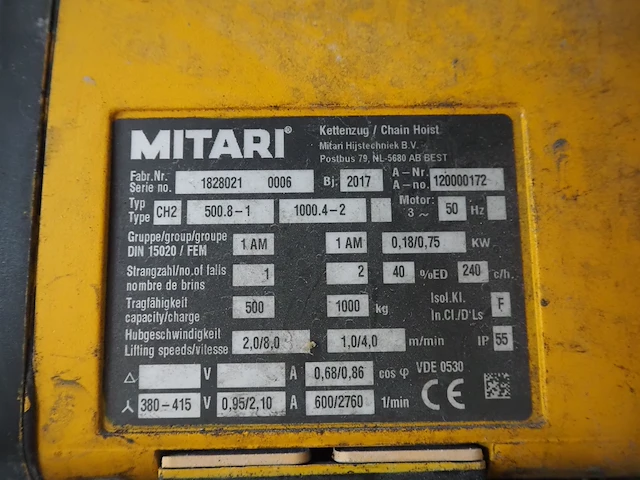 MITARI® Kettenzug / Chain Hoist
Mitari Hijstechniek B.V.
Postbus 79, NL-5680 AB BEST
Fabr.Nr. A–Nr.
Serie no. 1828021 0006 Bj. 2017 A–no. 120000172
Typ Motor:
Type CH2 500.8-1 1000.4-2 3 ~ 50 Hz
Gruppe/group/groupe
DIN 15020 / FEM 1 AM 1 AM 0,18/0,75 KW
Strangzahl/no.of falls
nombre de brins 1 2 40 %ED 240 c/h
Tragfähigkeit Isol.Kl.
capacity/charge 500 1000 kg In.Cl./D'Ls F
Hubgeschwindigkeit
Lifting speeds/vitesse 2,0/8,0 1,0/4,0 m/min IP 55
V A 0,68/0,86 cos φ VDE 0530
380-415 V 0,95/2,10 A 600/2760 1/min CE